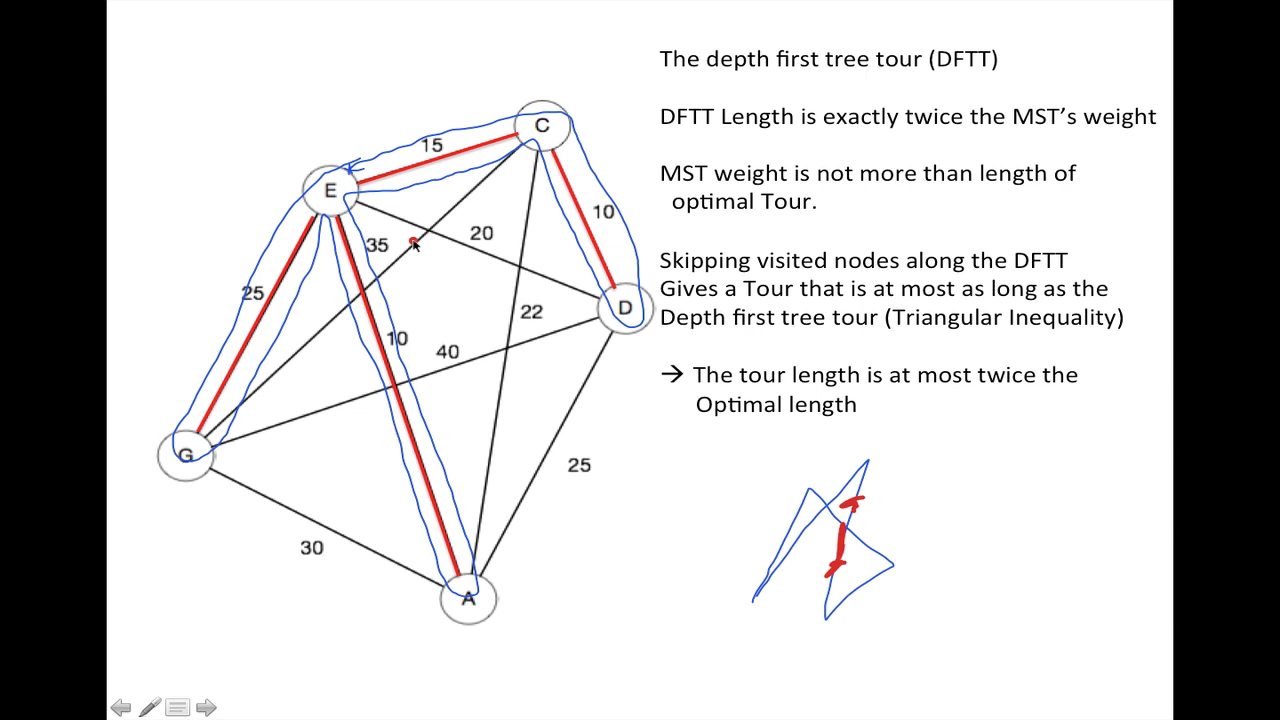 The depth first tree tour (DFTT)
DFTT Length is exactly twice the MST’s weight
MST weight is not more than length of
optimal Tour.
Skipping visited nodes along the DFTT
Gives a Tour that is at most as long as the
Depth first tree tour (Triangular Inequality)
→ The tour length is at most twice the
Optimal length
C
15
E
10
20
35
25
22
D
10
40
G
25
30
A